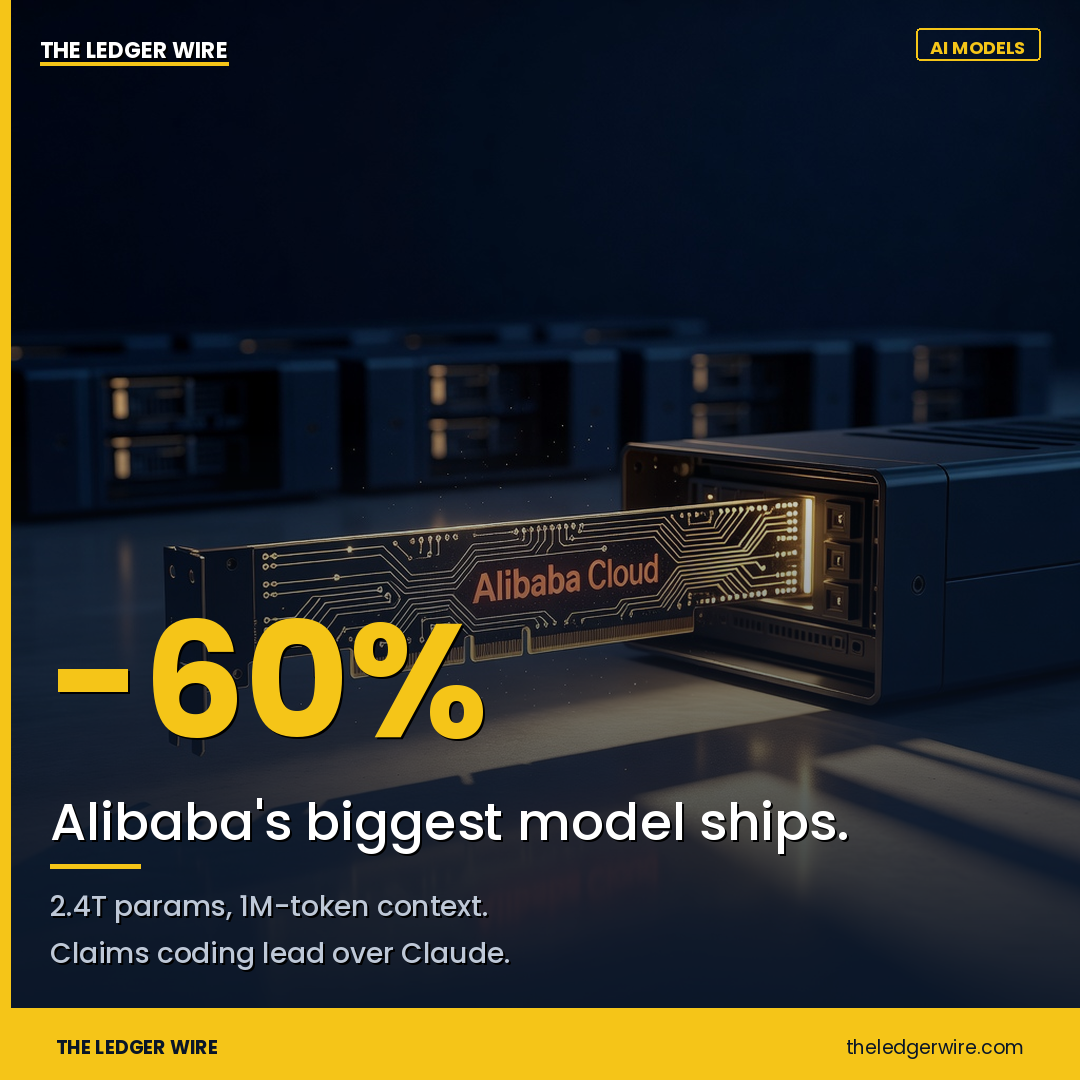 THE LEDGER WIRE
AI MODELS
Alibaba Cloud
-60%
Alibaba's biggest model ships.
2.4T params, 1M-token context.
Claims coding lead over Claude.
THE LEDGER WIRE
theledgerwire.com